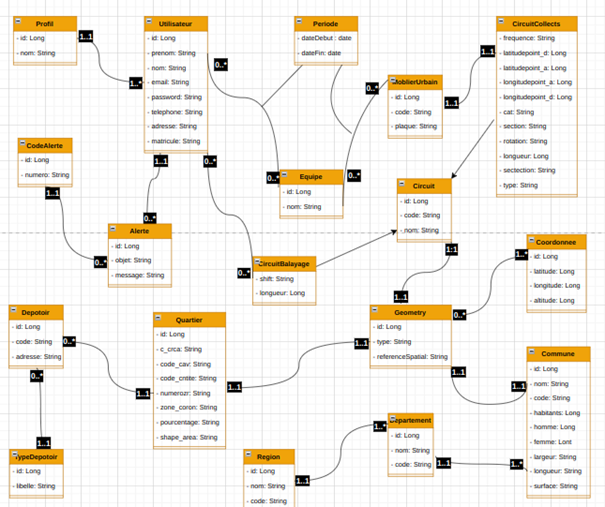 Profil
- id: Long
- nom: String
1..1
1..*
Utilisateur
- id: Long
- prenom: String
- nom: String
- email: String
- password: String
- telephone: String
- adresse: String
- matricule: String
0..*
1..1
0..*
Periode
- dateDebut : date
- dateFin: date
MoblierUrbain
- id: Long
- code: String
- plaque: String
0..*
1..1
1..1
CircuitCollects
- frequence: String
- latitudepoint_d: Long
- latitudepoint_a: Long
- longitudepoint_a: Long
- longitudepoint_d: Long
- cat: String
- section: String
- rotation: String
- longueur: Long
- sectection: String
- type: String
CodeAlerte
- id: Long
- numero: String
1..1
0..*
Equipe
- id: Long
- nom: String
0..*
0..*
Circuit
- id: Long
- code: String
- nom: String
1:1
Alerte
- id: Long
- objet: String
- message: String
0..*
CircuitBalayage
- shift: String
- longueur: Long
0..*
Coordonnee
- id: Long
- latitude: Long
- longitude: Long
- altitude: Long
1..*
Depotoir
- id: Long
- code: String
- adresse: String
0..*
0..*
Quartier
- id: Long
- c_crca: String
- code_cav: String
- code_cntite: String
- numerozr: String
- zone_coron: String
- pourcentage: String
- shape_area: String
1..1
1..1
Geometry
- id: Long
- type: String
- referenceSpatial: String
1..1
0..*
1..1
1..1
Commune
- id: Long
- nom: String
- code: String
- habitants: Long
- homme: Long
- femme: Lont
- largeur: String
- longueur: String
- surface: String
1..1
1..*
Departement
- id: Long
- nom: String
- code: String
1..*
1..1
TypeDepotoir
- id: Long
- libelle: String
1..1
Region
- id: Long
- nom: String
- code: String
1..1